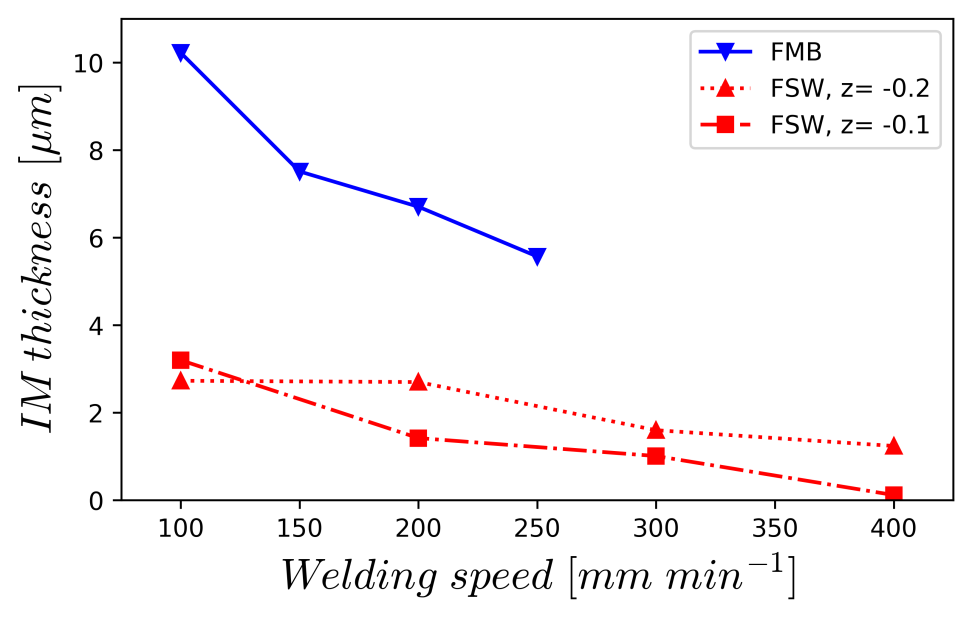 FMB
FSW, z= -0.2
FSW, z= -0.1
IM thickness [μm]
10
8
6
4
2
0
100 150 200 250 300 350 400
Welding speed [mm min⁻¹]